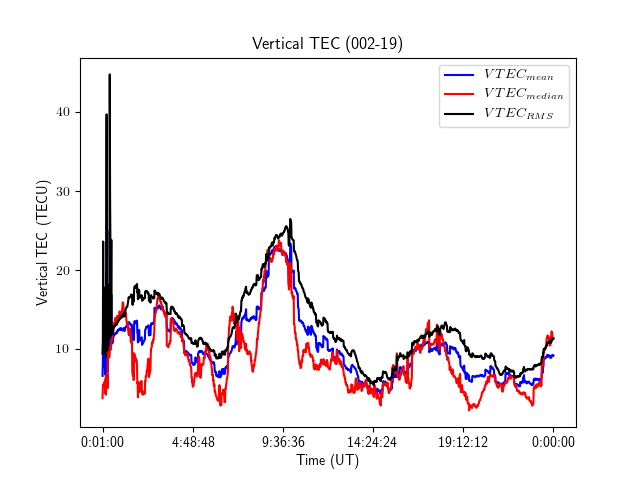 Vertical TEC (002-19)
VTEC_mean
VTEC_median
VTEC_RMS
Vertical TEC (TECU)
40
30
20
10
0:01:00 4:48:48 9:36:36 14:24:24 19:12:12 0:00:00
Time (UT)